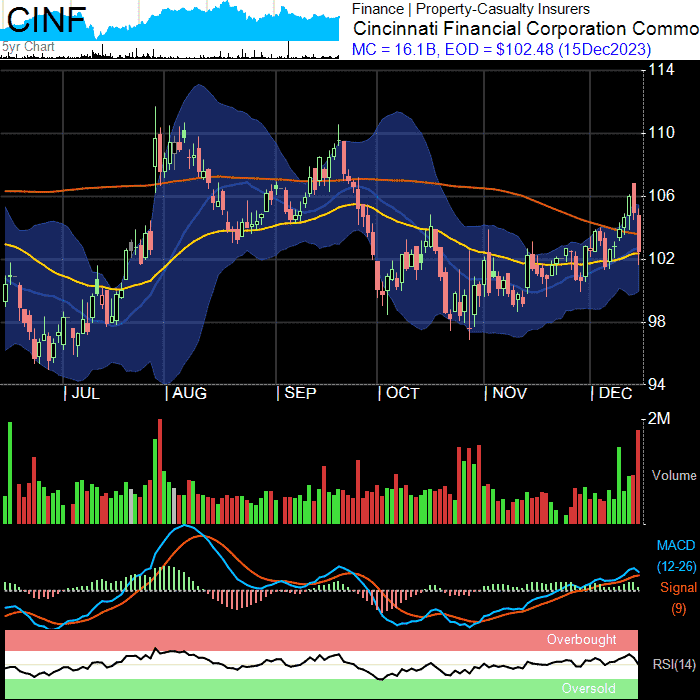 CINF
5yr Chart
Finance | Property-Casualty Insurers
Cincinnati Financial Corporation Commo
MC = 16.1B, EOD = $102.48 (15Dec2023)
114
110
106
102
98
94
| JUL | AUG | SEP | OCT | NOV | DEC
2M
Volume
MACD
(12-26)
Signal
(9)
Overbought
RSI(14)
Oversold